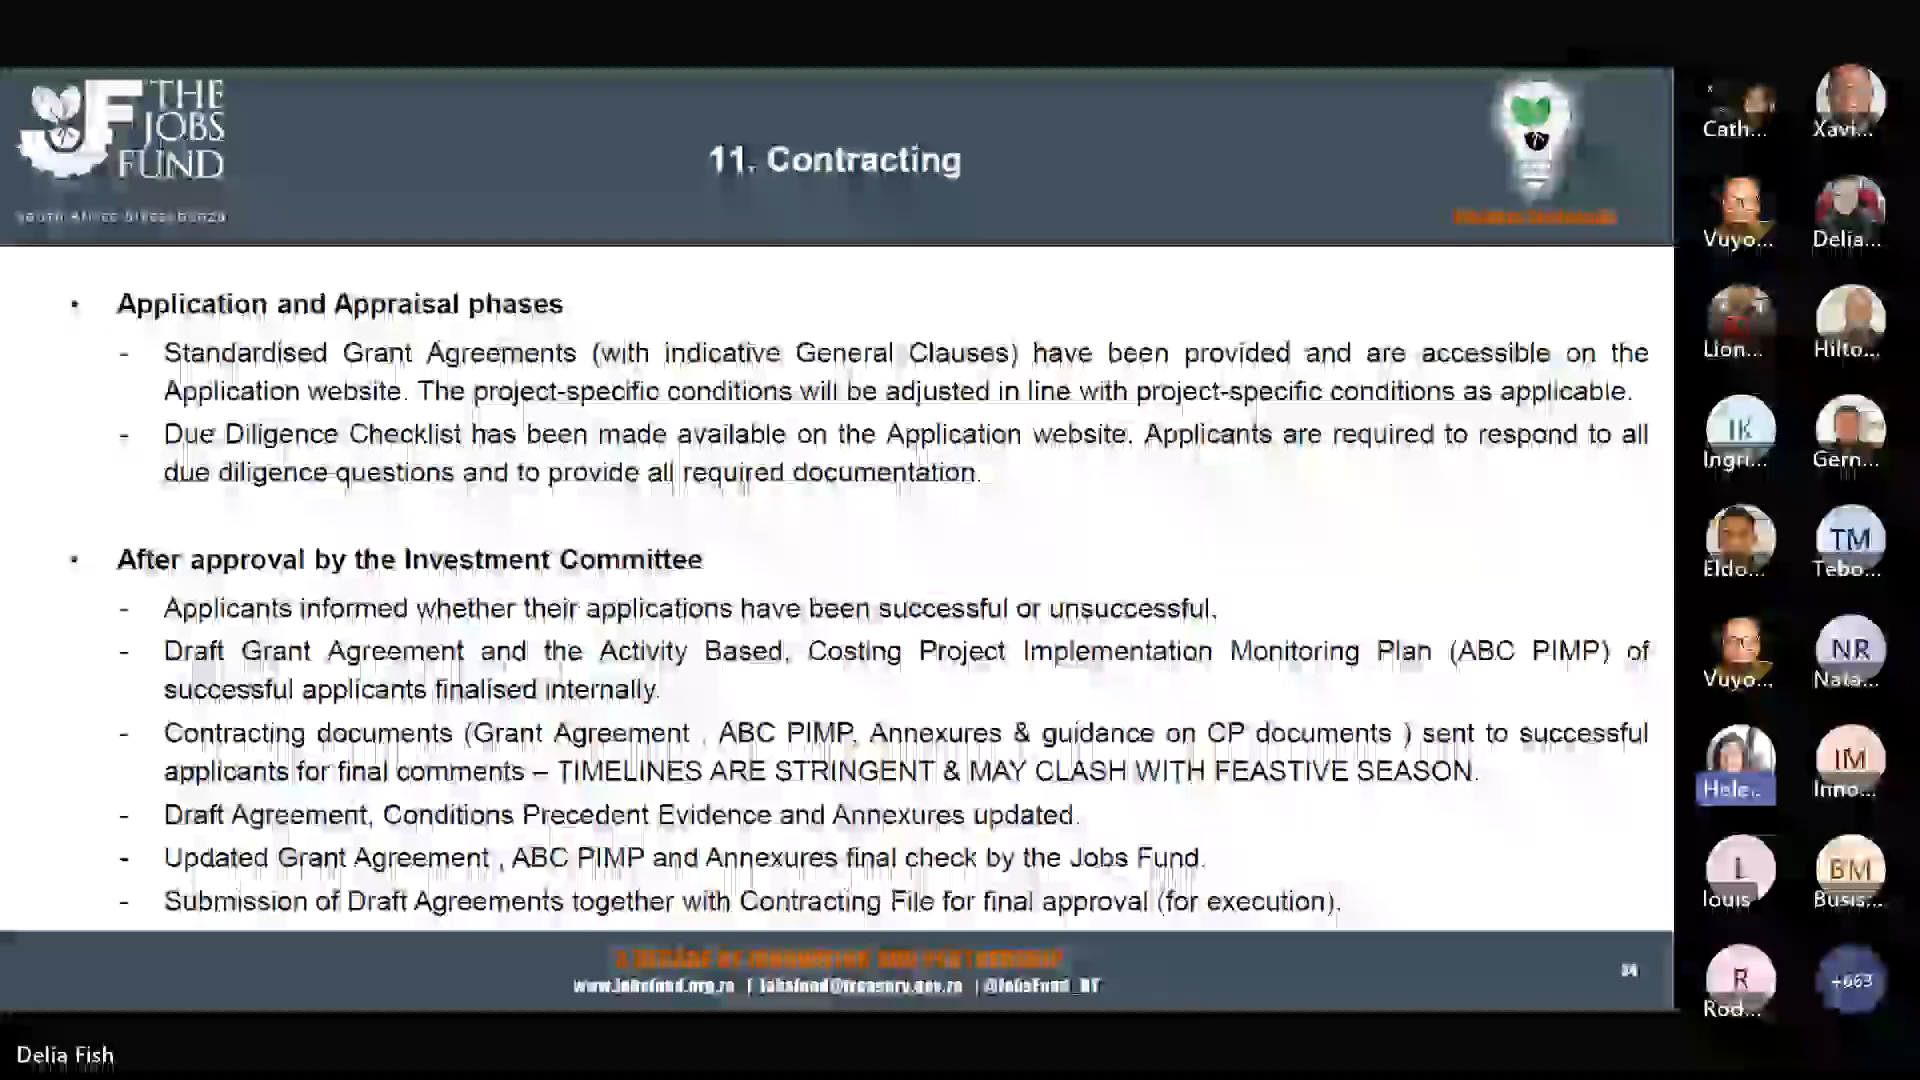 THE
JOBS
FUND
11. Contracting
• Application and Appraisal phases
- Standardised Grant Agreements (with indicative General Clauses) have been provided and are accessible on the
Application website. The project-specific conditions will be adjusted in line with project-specific conditions as applicable.
- Due Diligence Checklist has been made available on the Application website. Applicants are required to respond to all
due diligence questions and to provide all required documentation.
• After approval by the Investment Committee
- Applicants informed whether their applications have been successful or unsuccessful.
- Draft Grant Agreement and the Activity Based, Costing Project Implementation Monitoring Plan (ABC PIMP) of
successful applicants finalised internally.
- Contracting documents (Grant Agreement , ABC PIMP, Annexures & guidance on CP documents ) sent to successful
applicants for final comments – TIMELINES ARE STRINGENT & MAY CLASH WITH FEASTIVE SEASON.
- Draft Agreement, Conditions Precedent Evidence and Annexures updated.
- Updated Grant Agreement , ABC PIMP and Annexures final check by the Jobs Fund.
- Submission of Draft Agreements together with Contracting File for final approval (for execution).
www.jobsfund.org.za | jobsfund@treasury.gov.za | @JobsFund_NT
Cath... Xavi...
Vuyo... Delia...
Lion... Hilto...
IK
Ingri... Gern...
TM
Eldo... Tebo...
NR
Vuyo... Nata...
IM
Hele... Inno...
L BM
louis Busis...
R +663
Rod...
Delia Fish